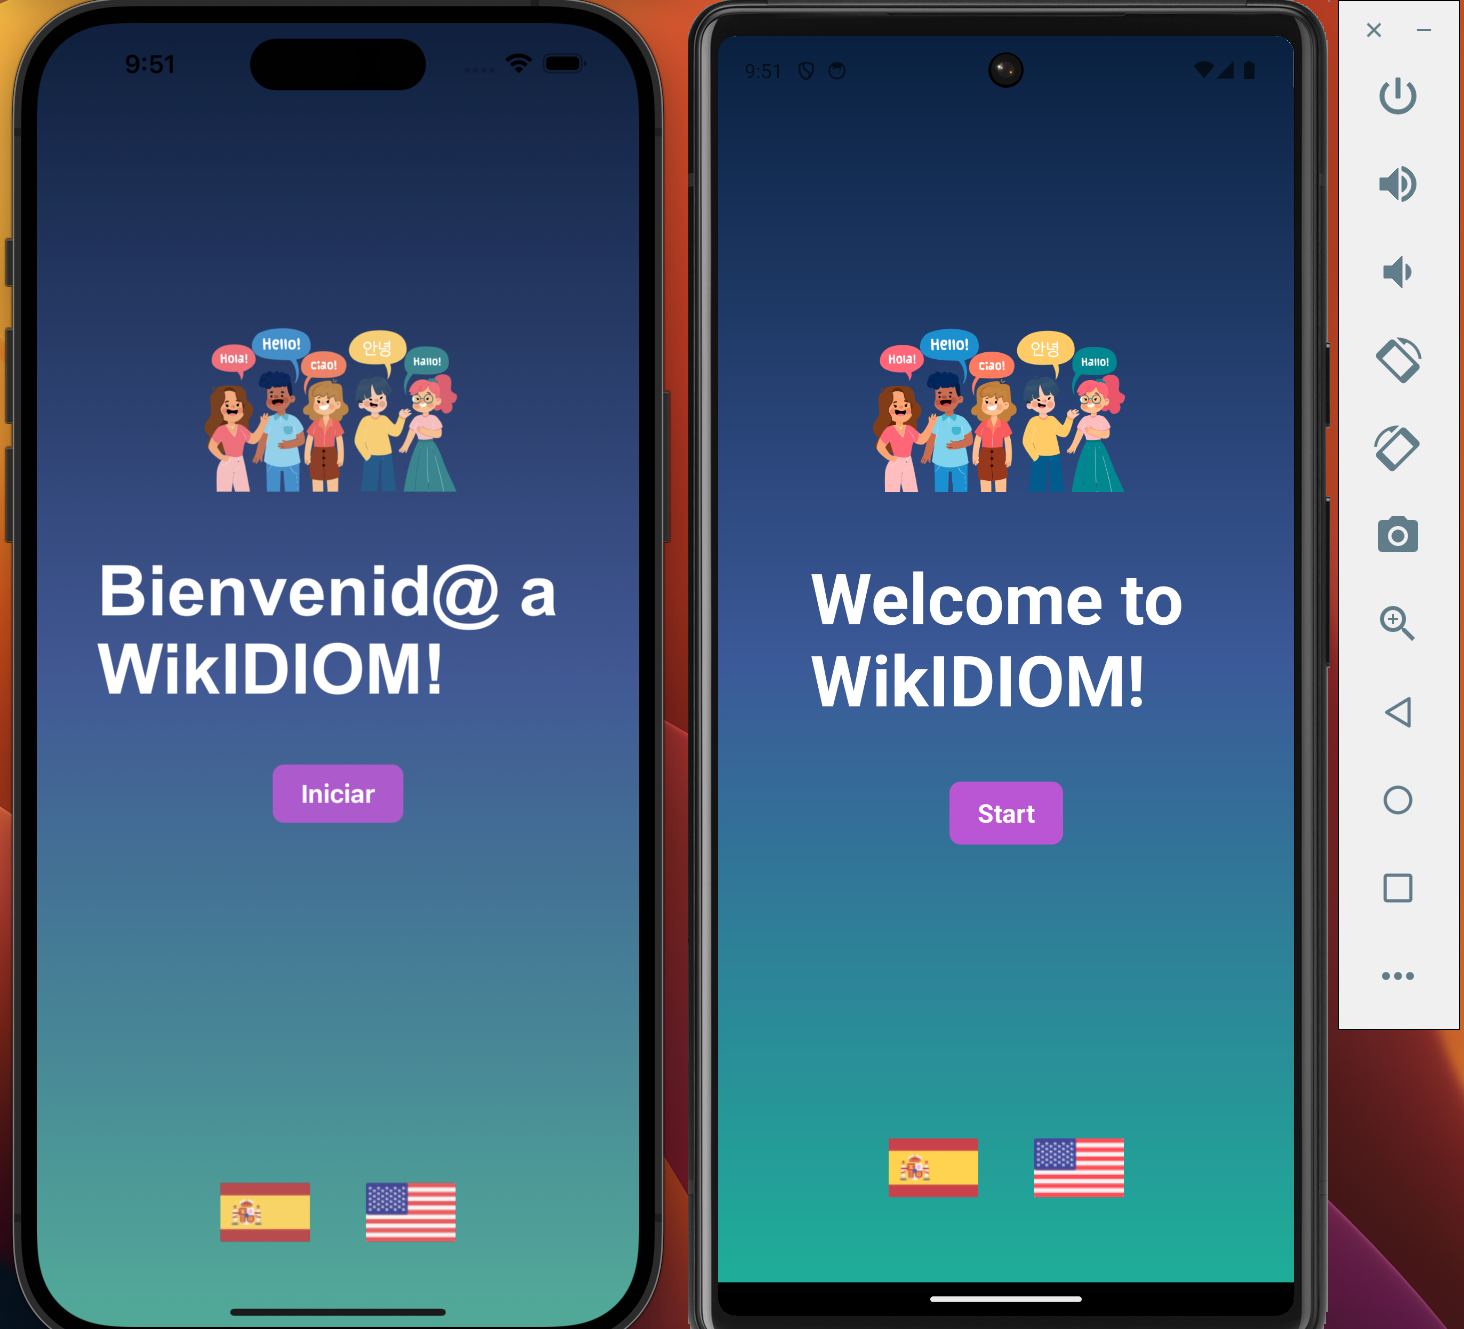 9:51
Hola!
Hello!
Ciao!
안녕
Hallo!
Bienvenid@ a
WikIDIOM!
Iniciar
9:51
Hola!
Hello!
Ciao!
안녕
Hallo!
Welcome to
WikIDIOM!
Start